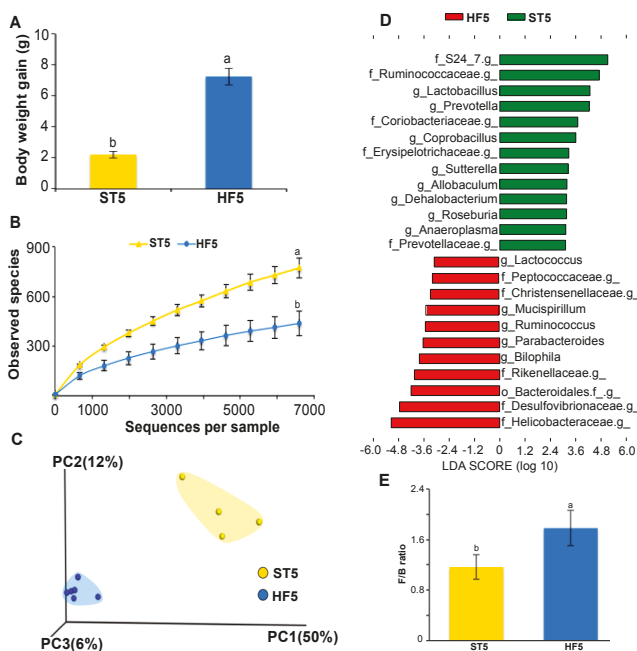 A
Body weight gain (g)
10
8
6
4
2
0
b
a
ST5
HF5
B
Observed species
900
600
300
ST5
HF5
a
b
0
1000
3000
5000
7000
Sequences per sample
C
PC2(12%)
ST5
HF5
PC3(6%)
PC1(50%)
D
HF5
ST5
f_S24_7.g_
f_Ruminococcaceae.g_
g_Lactobacillus
g_Prevotella
f_Coriobacteriaceae.g_
g_Coprobacillus
f_Erysipelotrichaceae.g_
g_Sutterella
g_Allobaculum
g_Dehalobacterium
g_Roseburia
g_Anaeroplasma
f_Prevotellaceae.g_
g_Lactococcus
f_Peptococcaceae.g_
f_Christensenellaceae.g_
g_Mucispirillum
g_Ruminococcus
g_Parabacteroides
g_Bilophila
f_Rikenellaceae.g_
o_Bacteroidales.f_.g_
f_Desulfovibrionaceae.g_
f_Helicobacteraceae.g_
-6.0 -4.8 -3.6 -2.4 -1.2 0.0 1.2 2.4 3.6 4.8 6.0
LDA SCORE (log 10)
E
F/B ratio
2.4
1.8
1.2
0.6
0
b
a
ST5
HF5